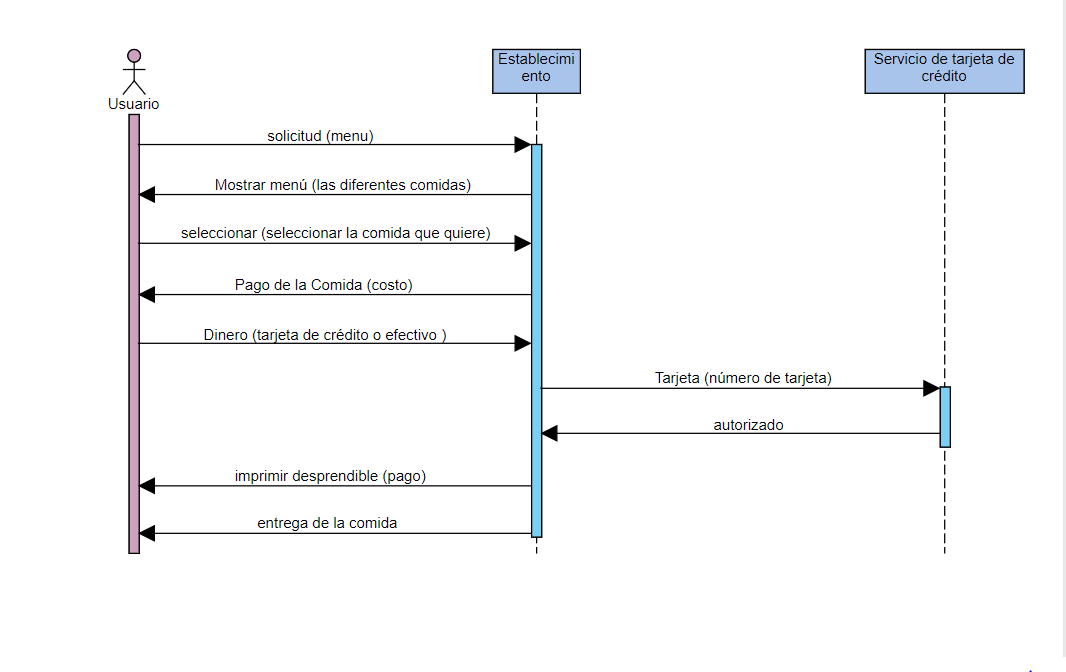 Usuario
Establecimi
ento
Servicio de tarjeta de
crédito
solicitud (menu)
Mostrar menú (las diferentes comidas)
seleccionar (seleccionar la comida que quiere)
Pago de la Comida (costo)
Dinero (tarjeta de crédito o efectivo )
Tarjeta (número de tarjeta)
autorizado
imprimir desprendible (pago)
entrega de la comida